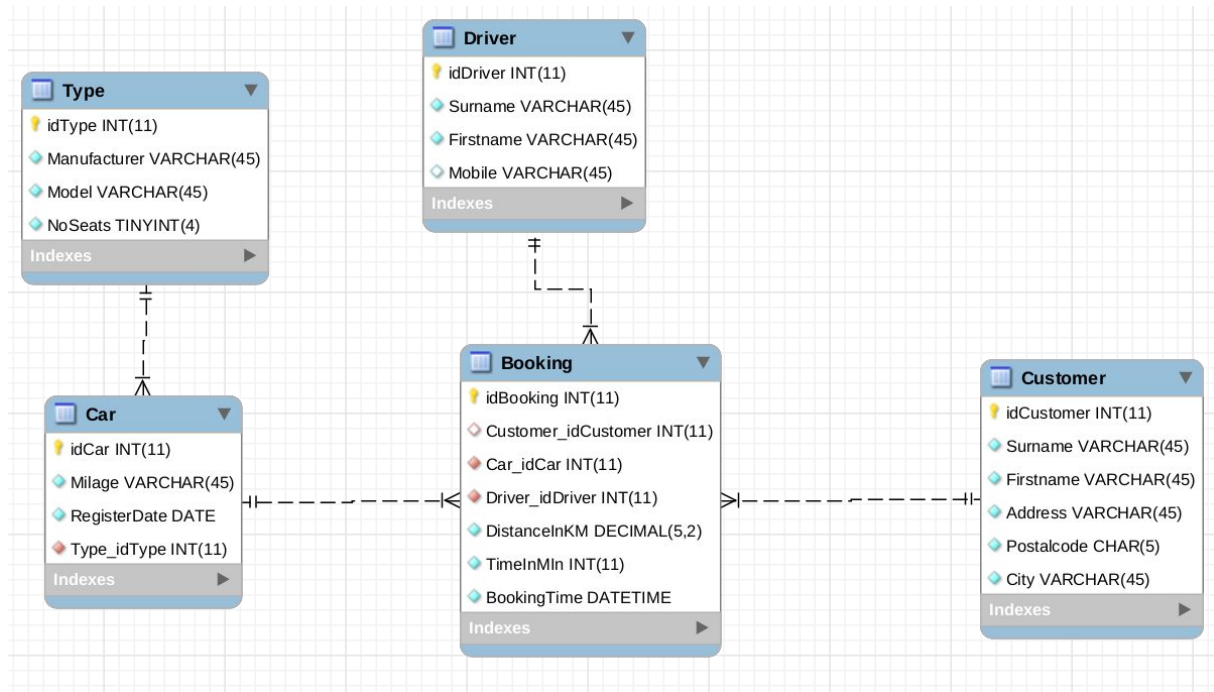 Type
idType INT(11)
Manufacturer VARCHAR(45)
Model VARCHAR(45)
NoSeats TINYINT(4)
Indexes
Driver
idDriver INT(11)
Surname VARCHAR(45)
Firstname VARCHAR(45)
Mobile VARCHAR(45)
Indexes
Car
idCar INT(11)
Milage VARCHAR(45)
RegisterDate DATE
Type_idType INT(11)
Indexes
Booking
idBooking INT(11)
Customer_idCustomer INT(11)
Car_idCar INT(11)
Driver_idDriver INT(11)
DistanceInKM DECIMAL(5,2)
TimeInMIn INT(11)
BookingTime DATETIME
Indexes
Customer
idCustomer INT(11)
Surname VARCHAR(45)
Firstname VARCHAR(45)
Address VARCHAR(45)
Postalcode CHAR(5)
City VARCHAR(45)
Indexes